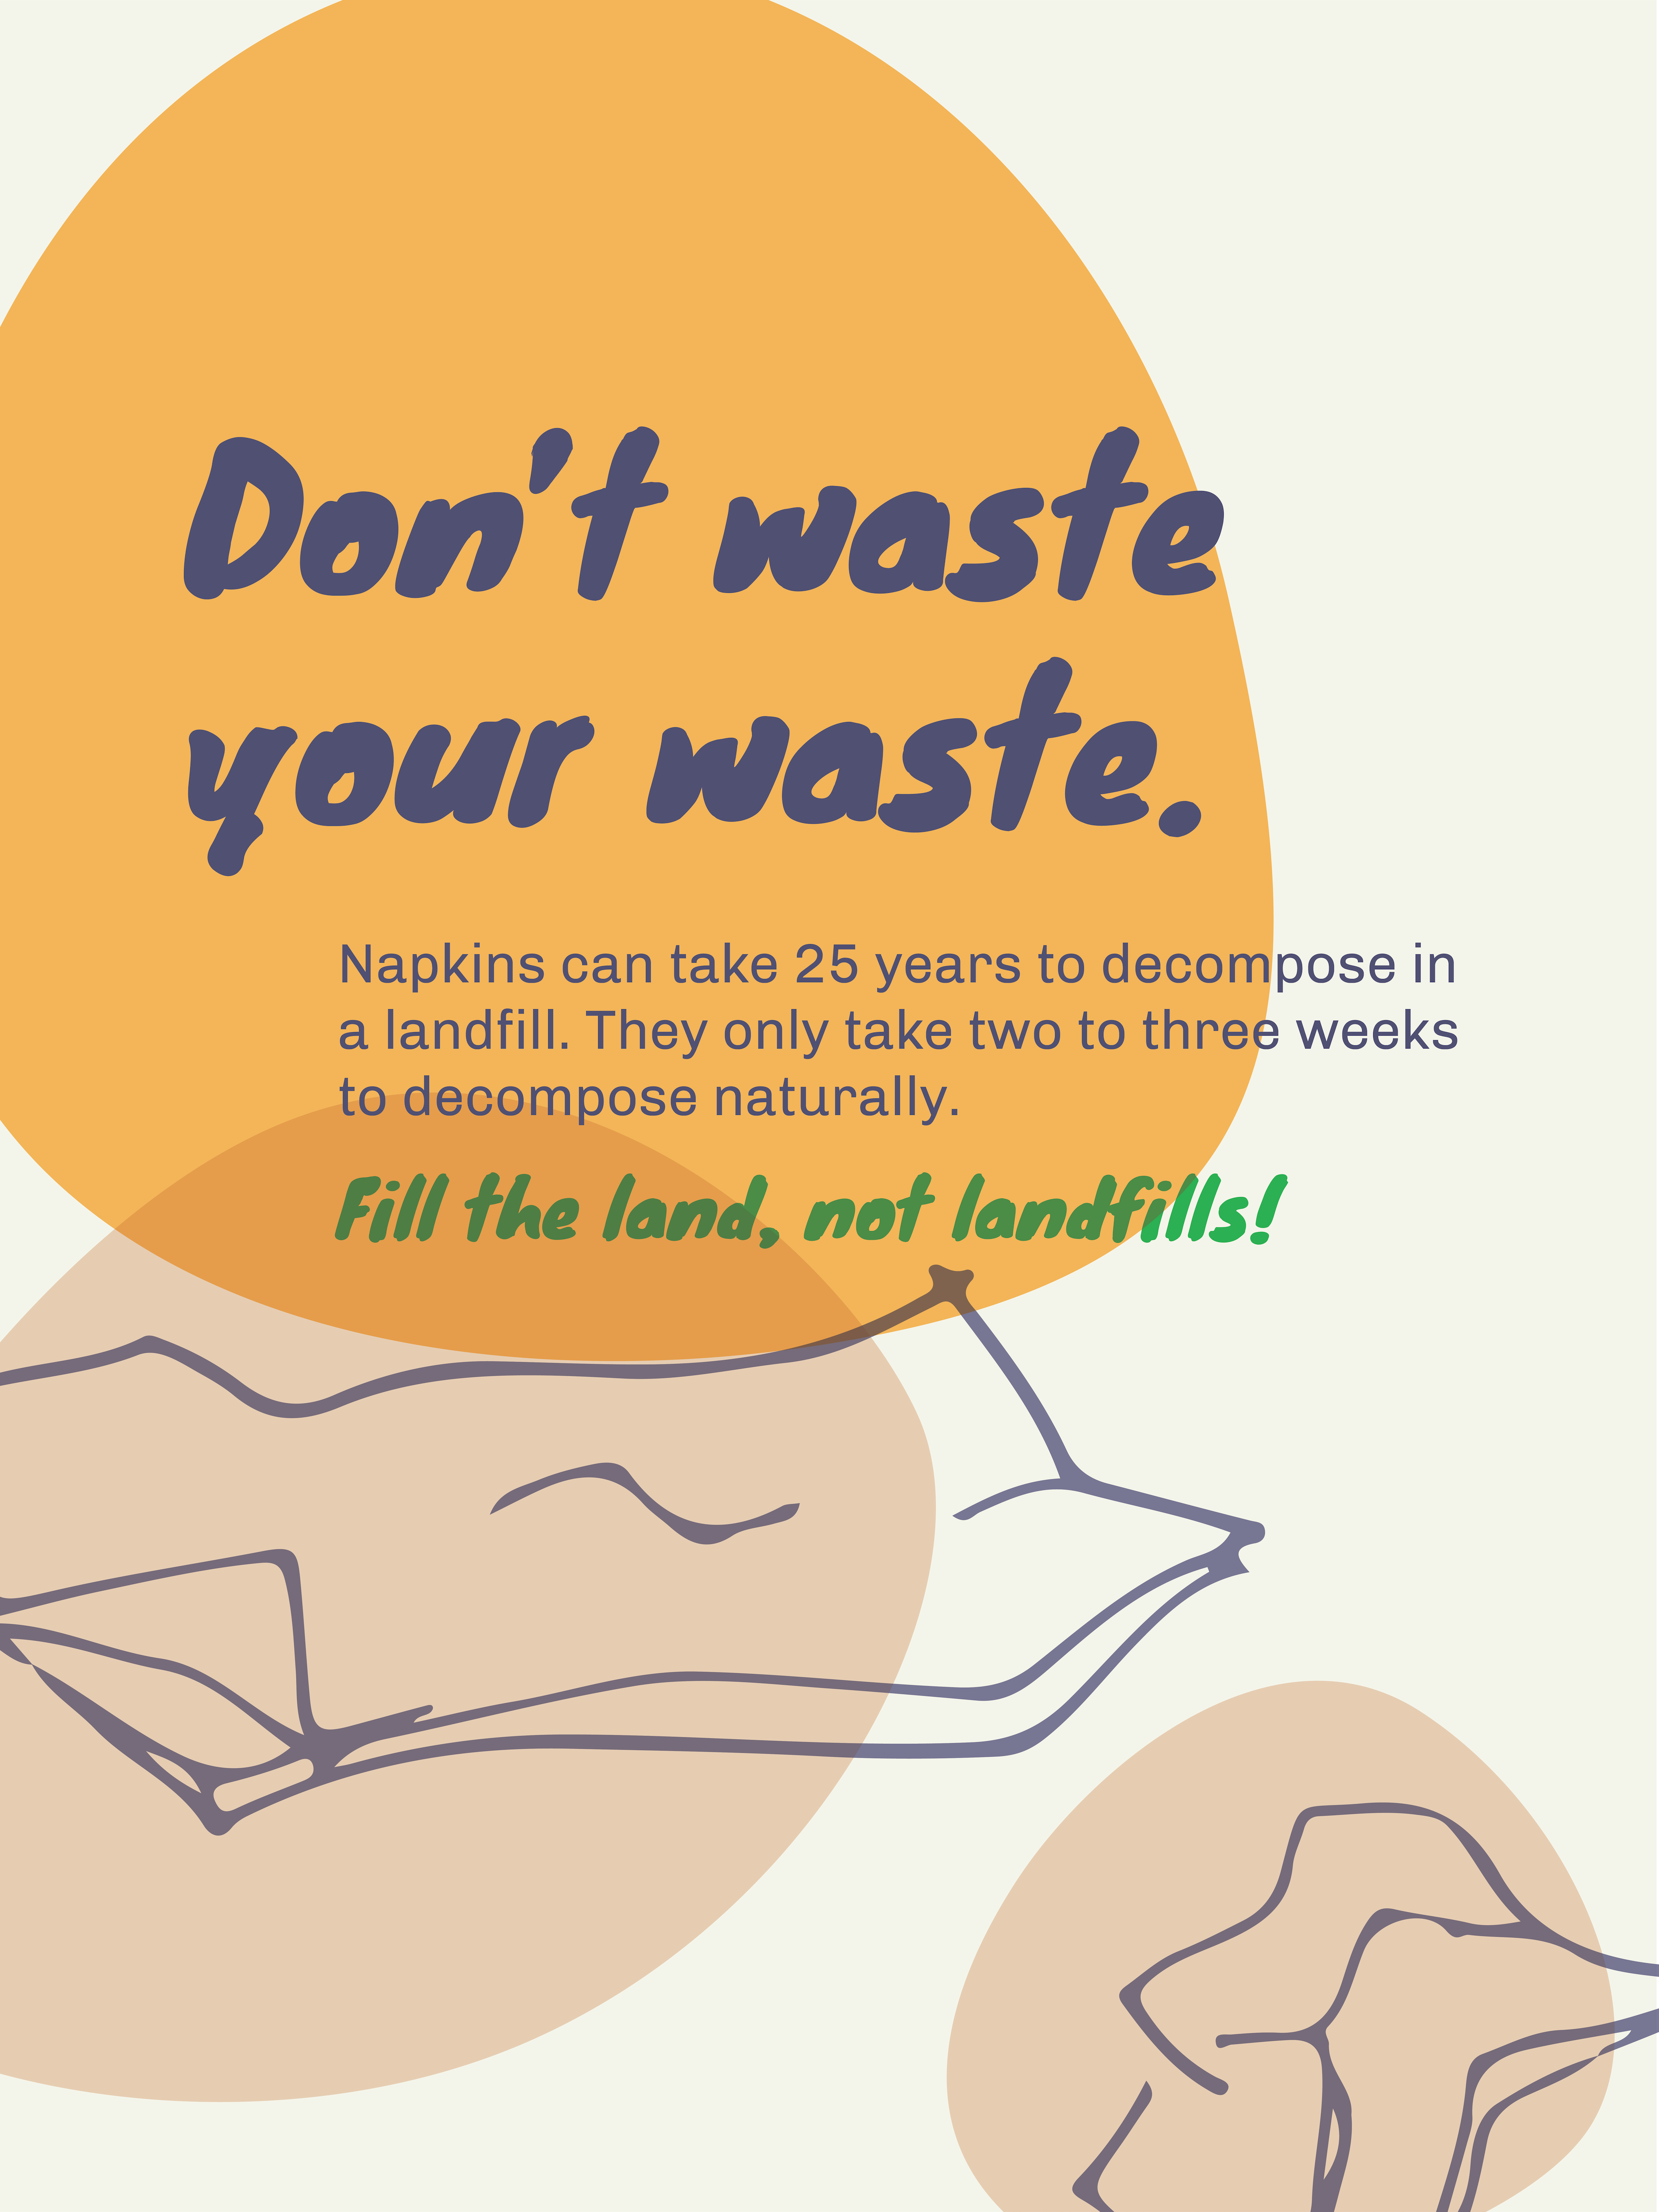 Don't waste
your waste.
Napkins can take 25 years to decompose in
a landfill. They only take two to three weeks
to decompose naturally.
Fill the land, not landfills!